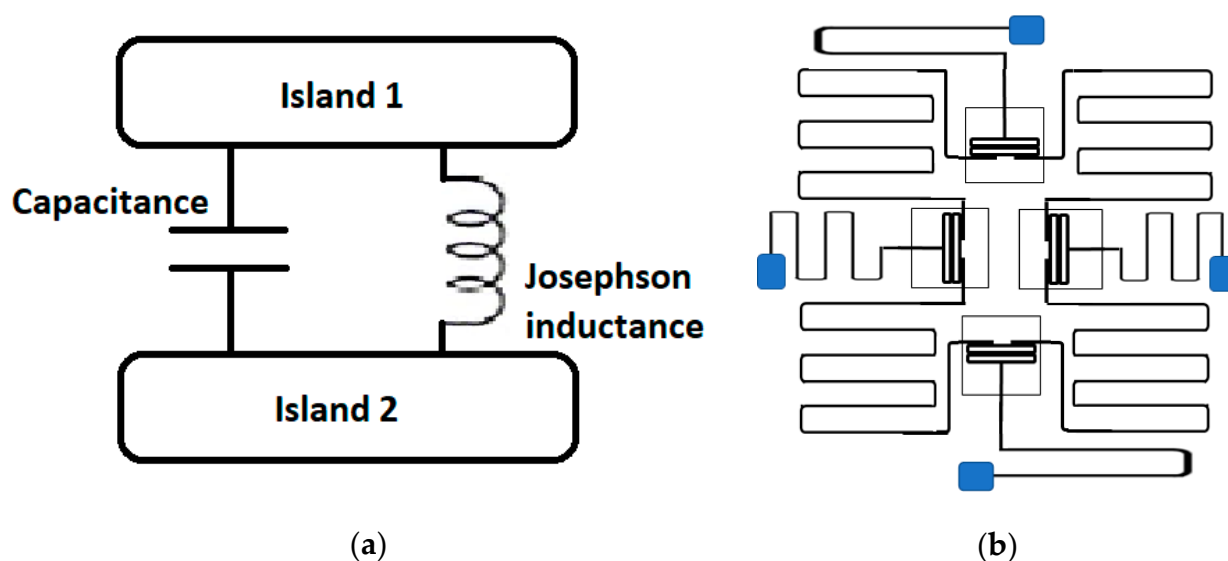 Island 1
Capacitance
Josephson
inductance
Island 2
(a)
(b)